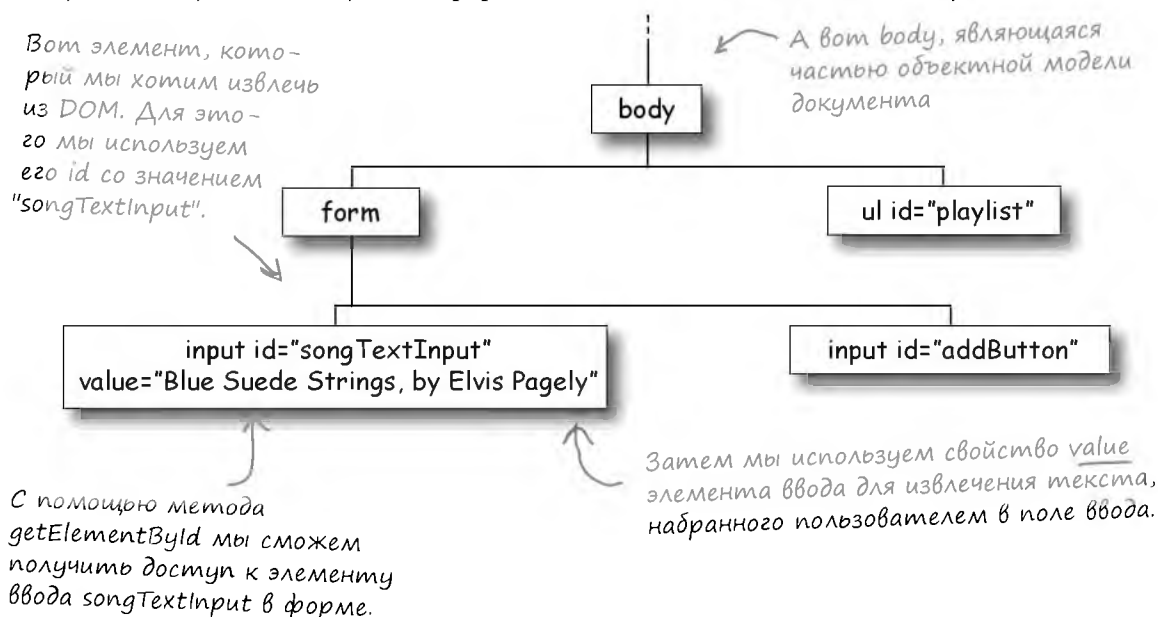 Вот элемент, кото-
рый мы хотим извлечь
из DOM. Для это-
го мы используем
его id со значением
"songTextInput".
А вот body, являющаяся
частью объектной модели
документа
body
form
ul id="playlist"
input id="songTextInput"
value="Blue Suede Strings, by Elvis Pagely"
input id="addButton"
С помощью метода
getElementById мы сможем
получить доступ к элементу
ввода songTextInput в форме.
Затем мы используем свойство value
элемента ввода для извлечения текста,
набранного пользователем в поле ввода.